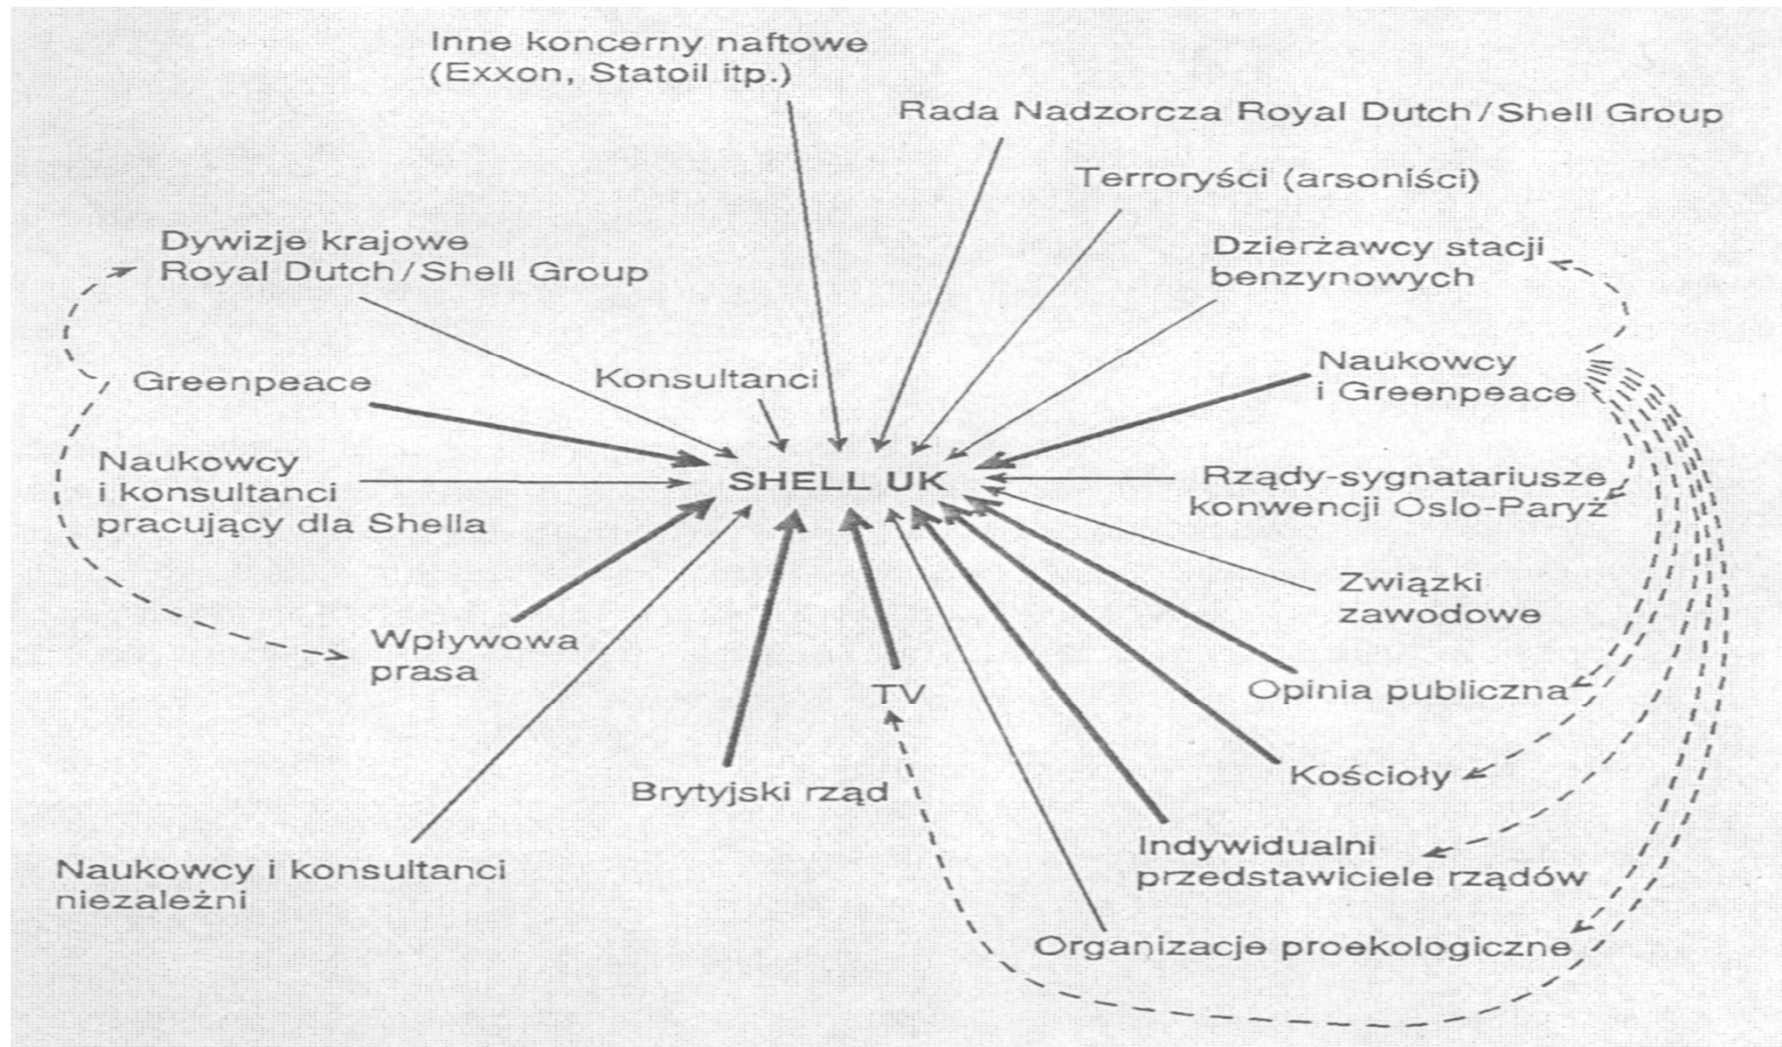 Inne koncerny naftowe
(Exxon, Statoil itp.)
Rada Nadzorcza Royal Dutch/Shell Group
Terroryści (arsoniści)
Dywizje krajowe
Royal Dutch/Shell Group
Dzierżawcy stacji
benzynowych
Greenpeace
Konsultanci
Naukowcy
i Greenpeace
Naukowcy
i konsultanci
pracujący dla Shella
SHELL UK
Rządy-sygnatariusze
konwencji Oslo-Paryż
Związki
zawodowe
Wpływowa
prasa
TV
Opinia publiczna
Brytyjski rząd
Kościoły
Indywidualni
przedstawiciele rządów
Naukowcy i konsultanci
niezależni
Organizacje proekologiczne